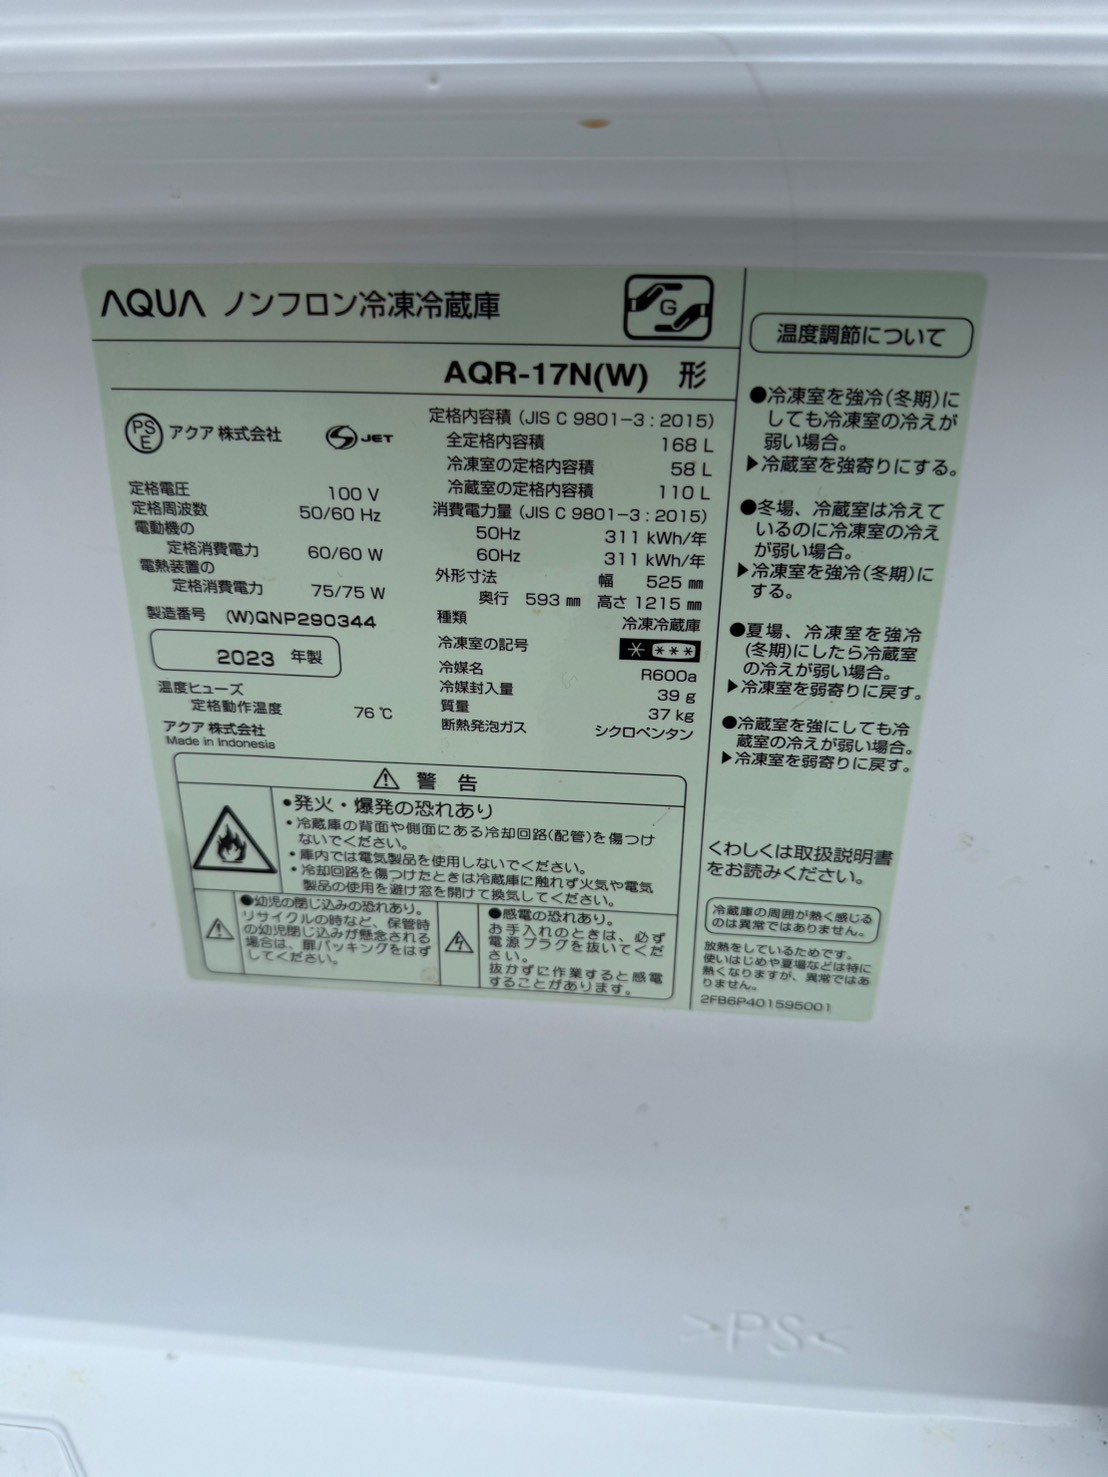 AQUA ノンフロン冷凍冷蔵庫
G
AQR-17N(W) 形
PS
E
アクア 株式会社
S JET
定格電圧 100 V
定格周波数 50/60 Hz
電動機の
定格消費電力 60/60 W
電熱装置の
定格消費電力 75/75 W
製造番号 (W)QNP290344
2023 年製
温度ヒューズ
定格動作温度 76 ℃
アクア 株式会社
Made in Indonesia
定格内容積 (JIS C 9801-3 : 2015)
全定格内容積 168 L
冷凍室の定格内容積 58 L
冷蔵室の定格内容積 110 L
消費電力量 (JIS C 9801-3 : 2015)
50Hz 311 kWh/年
60Hz 311 kWh/年
外形寸法 幅 525 ㎜
奥行 593 ㎜ 高さ 1215 ㎜
種類 冷凍冷蔵庫
冷凍室の記号 * ***
冷媒名 R600a
冷媒封入量 39 g
質量 37 kg
断熱発泡ガス シクロペンタン
⚠ 警 告
●発火・爆発の恐れあり
・冷蔵庫の背面や側面にある冷却回路(配管)を傷つけ
ないでください。
・庫内では電気製品を使用しないでください。
・冷却回路を傷つけたときは冷蔵庫に触れず火気や電気
製品の使用を避け窓を開けて換気してください。
●幼児の閉じ込みの恐れあり。
リサイクルの時など、保管時
の幼児閉じ込みが懸念される
場合は、扉パッキングをはず
してください。
●感電の恐れあり。
お手入れのときは、必ず
電源プラグを抜いてくだ
さい。
抜かずに作業すると感電
することがあります。
温度調節について
●冷凍室を強冷(冬期)に
しても冷凍室の冷えが
弱い場合。
▶冷蔵室を強寄りにする。
●冬場、冷蔵室は冷えて
いるのに冷凍室の冷え
が弱い場合。
▶冷凍室を強冷(冬期)に
する。
●夏場、冷凍室を強冷
(冬期)にしたら冷蔵室
の冷えが弱い場合。
▶冷凍室を弱寄りに戻す。
●冷蔵室を強にしても冷
蔵室の冷えが弱い場合。
▶冷凍室を弱寄りに戻す。
くわしくは取扱説明書
をお読みください。
冷蔵庫の周囲が熱く感じる
のは異常ではありません。
放熱をしているためです。
使いはじめや夏場などは特に
熱くなりますが、異常ではあ
りません。
2FB6P401595001
>PS<